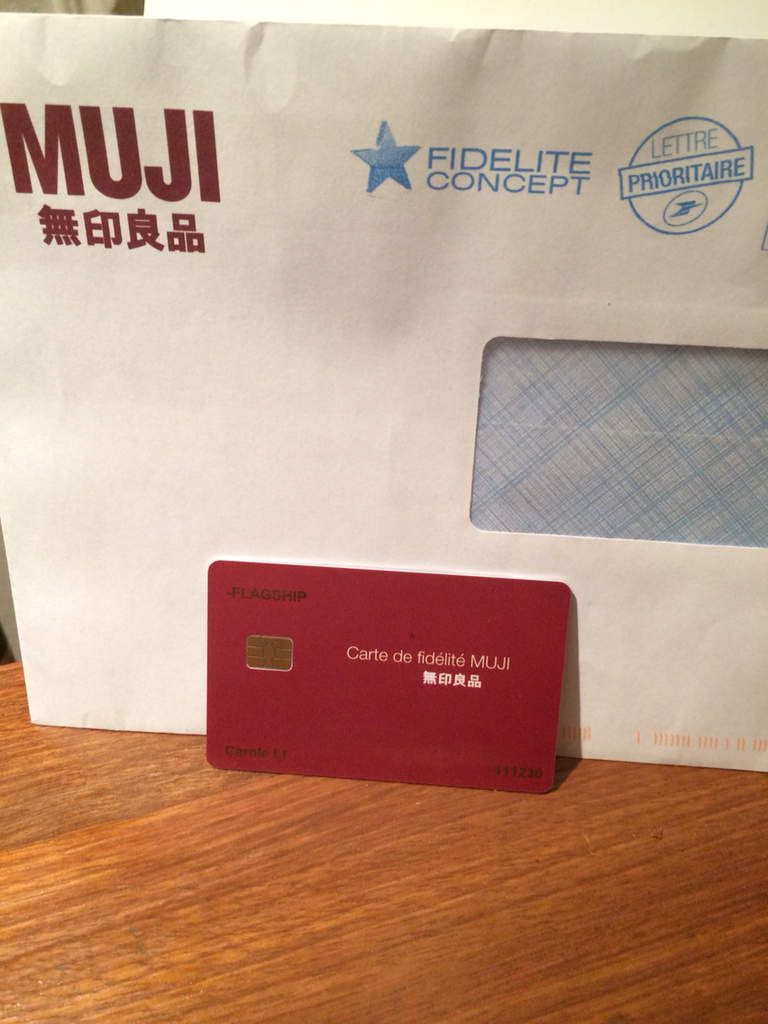 MUJI
無印良品
FIDELITE
CONCEPT
LETTRE
PRIORITAIRE
-FLAGSHIP
Carte de fidélité MUJI
無印良品
Carole
111230